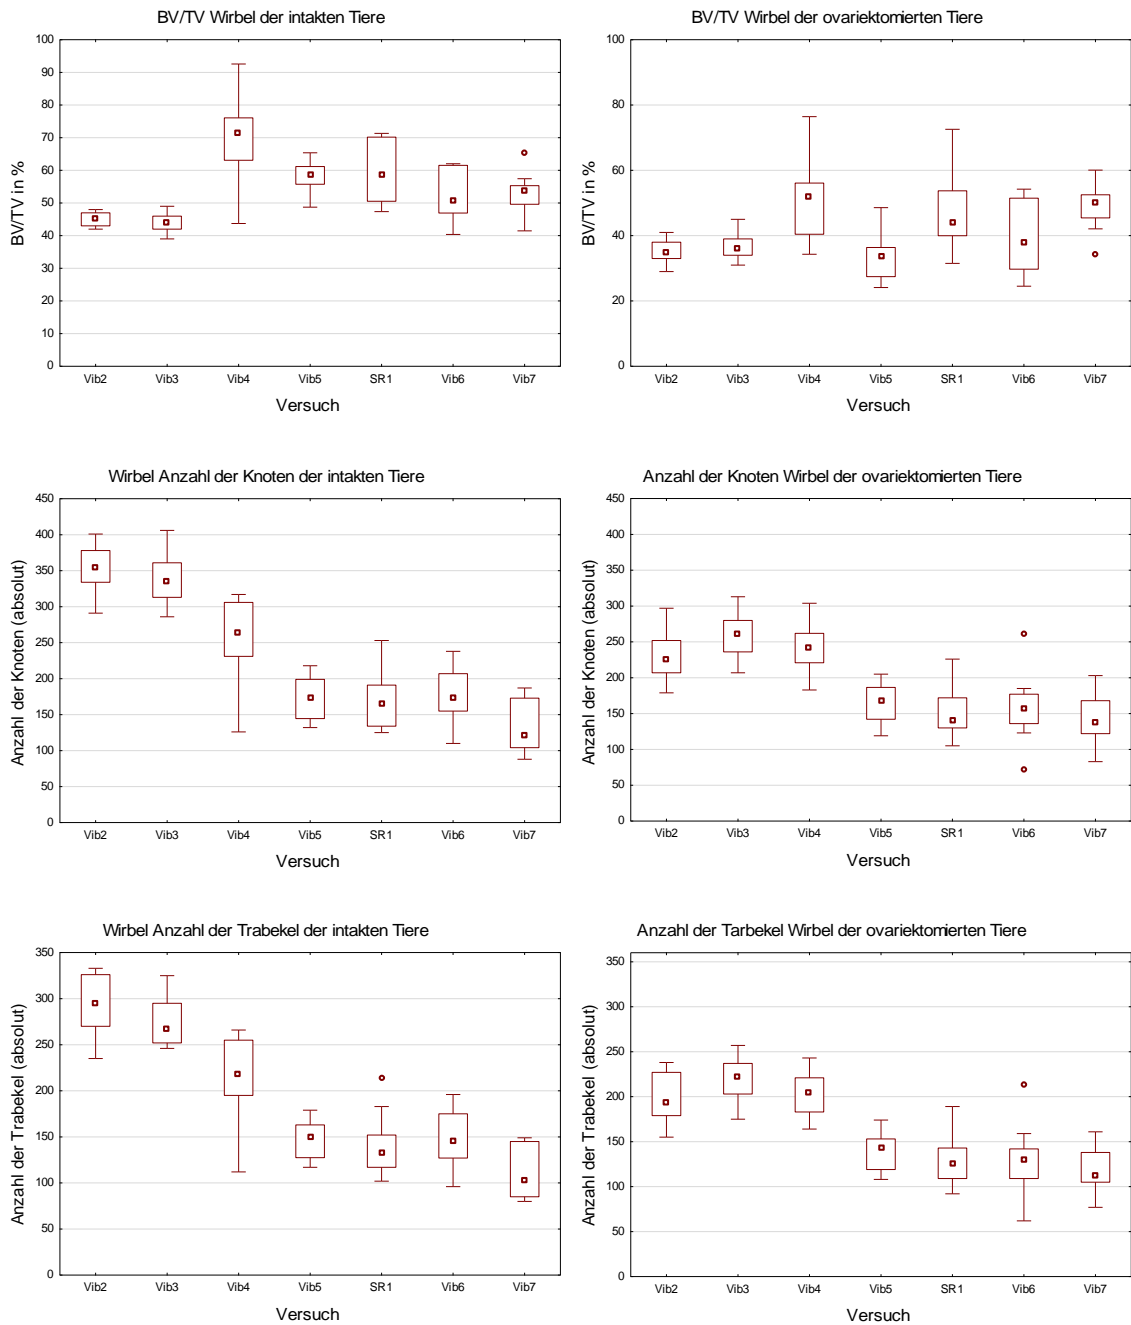 BV/TV Wirbel der intakten Tiere
BV/TV in %
100
90
80
70
60
50
40
30
20
10
0
Vib2 Vib3 Vib4 Vib5 SR1 Vib6 Vib7
Versuch
BV/TV Wirbel der ovariektomierten Tiere
BV/TV in %
100
90
80
70
60
50
40
30
20
10
0
Vib2 Vib3 Vib4 Vib5 SR1 Vib6 Vib7
Versuch
Wirbel Anzahl der Knoten der intakten Tiere
Anzahl der Knoten (absolut)
450
400
350
300
250
200
150
100
50
0
Vib2 Vib3 Vib4 Vib5 SR1 Vib6 Vib7
Versuch
Anzahl der Knoten Wirbel der ovariektomierten Tiere
Anzahl der Knoten (absolut)
450
400
350
300
250
200
150
100
50
0
Vib2 Vib3 Vib4 Vib5 SR1 Vib6 Vib7
Versuch
Wirbel Anzahl der Trabekel der intakten Tiere
Anzahl der Trabekel (absolut)
350
300
250
200
150
100
50
0
Vib2 Vib3 Vib4 Vib5 SR1 Vib6 Vib7
Versuch
Anzahl der Tarbekel Wirbel der ovariektomierten Tiere
Anzahl der Trabekel (absolut)
350
300
250
200
150
100
50
0
Vib2 Vib3 Vib4 Vib5 SR1 Vib6 Vib7
Versuch